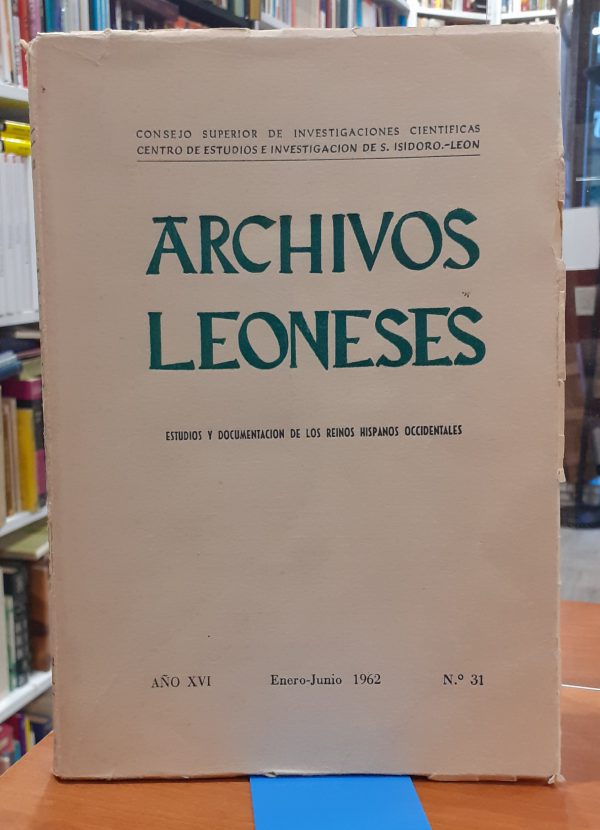 CONSEJO SUPERIOR DE INVESTIGACIONES CIENTIFICAS
CENTRO DE ESTUDIOS E INVESTIGACION DE S. ISIDORO.-LEON
ARCHIVOS
LEONESES
ESTUDIOS Y DOCUMENTACION DE LOS REINOS HISPANOS OCCIDENTALES
AÑO XVI Enero-Junio 1962 N.º 31